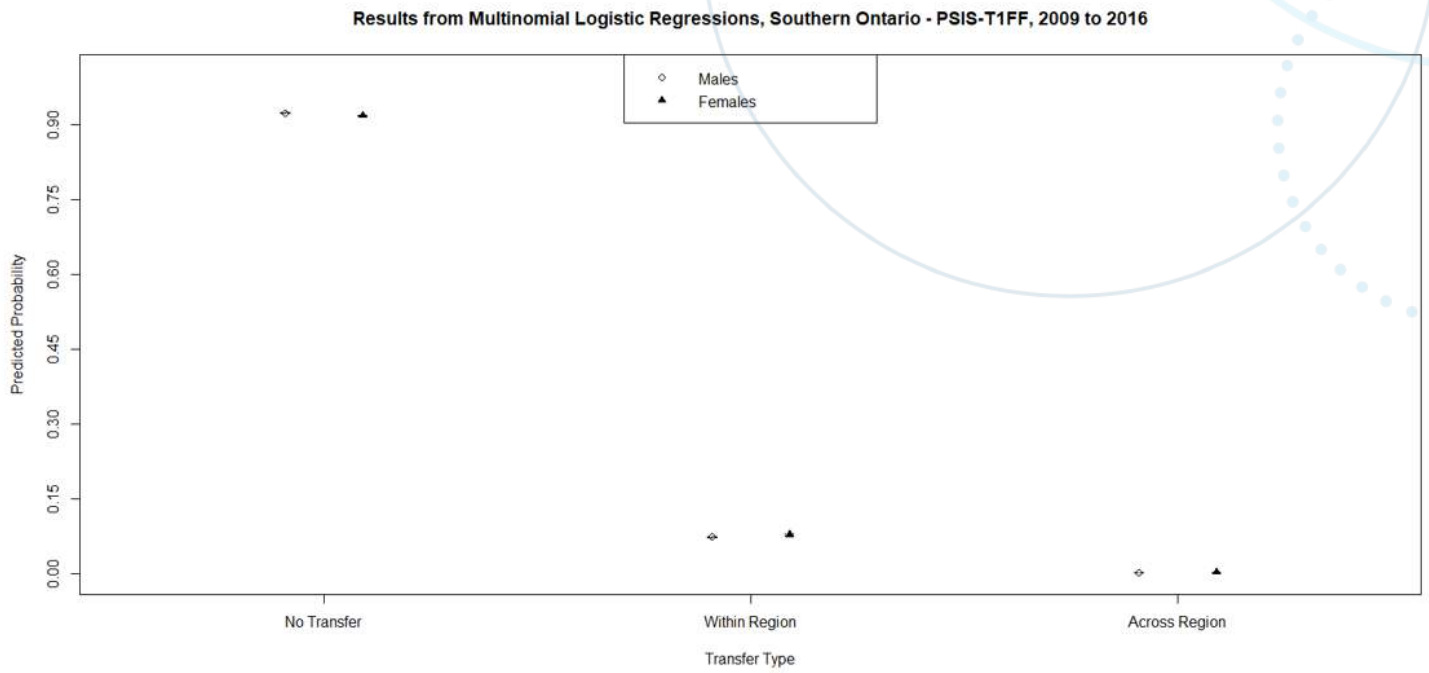 Results from Multinomial Logistic Regressions, Southern Ontario - PSIS-T1FF, 2009 to 2016
Males
Females
Predicted Probability
0.90
0.75
0.60
0.45
0.30
0.15
0.00
No Transfer
Within Region
Across Region
Transfer Type